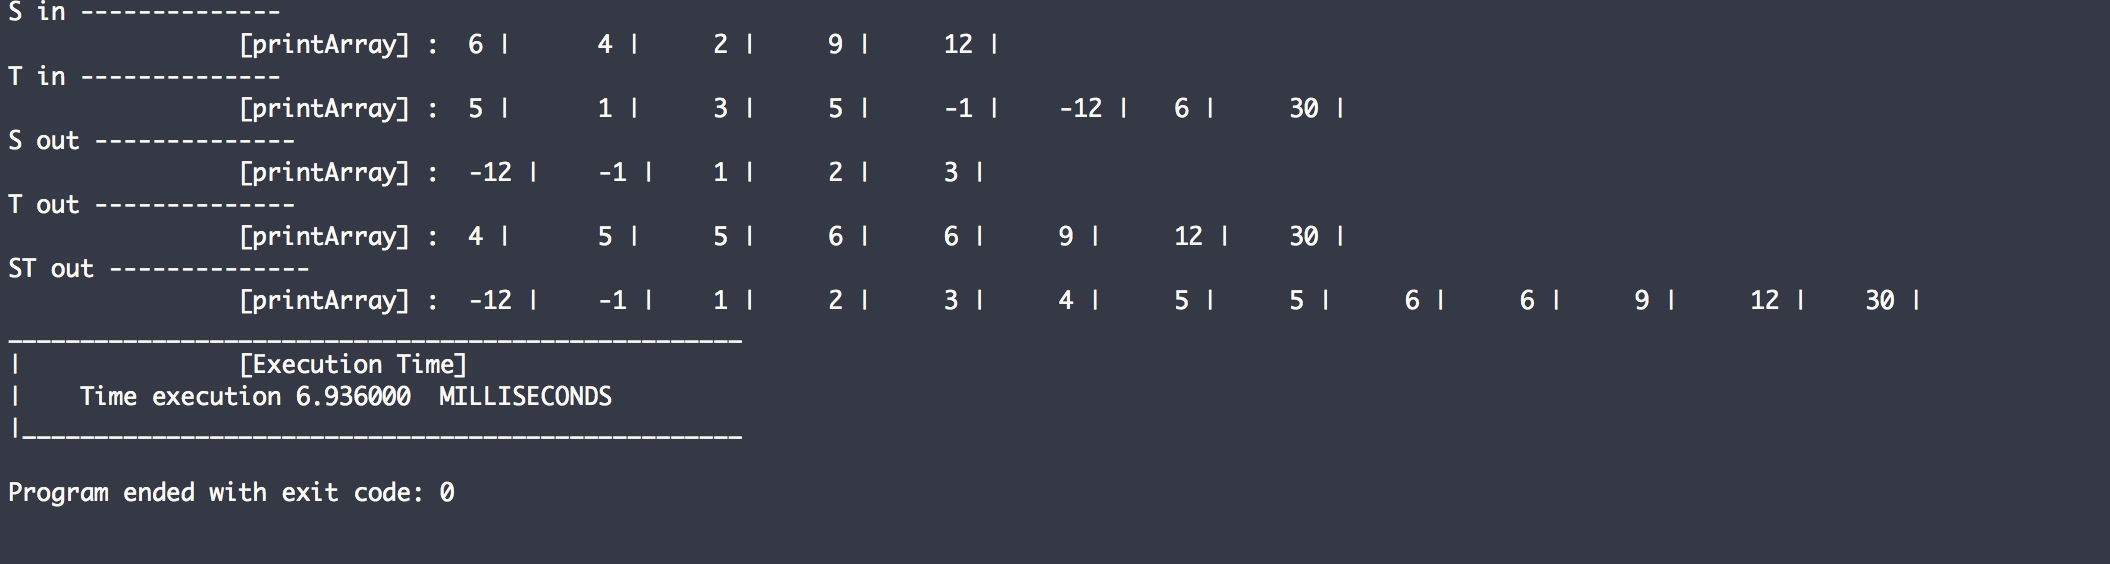 S in --------------
[printArray] : 6 | 4 | 2 | 9 | 12 |
T in --------------
[printArray] : 5 | 1 | 3 | 5 | -1 | -12 | 6 | 30 |
S out --------------
[printArray] : -12 | -1 | 1 | 2 | 3 |
T out --------------
[printArray] : 4 | 5 | 5 | 6 | 6 | 9 | 12 | 30 |
ST out --------------
[printArray] : -12 | -1 | 1 | 2 | 3 | 4 | 5 | 5 | 6 | 6 | 9 | 12 | 30 |
___________________________________________________
| [Execution Time]
| Time execution 6.936000 MILLISECONDS
|__________________________________________________
Program ended with exit code: 0